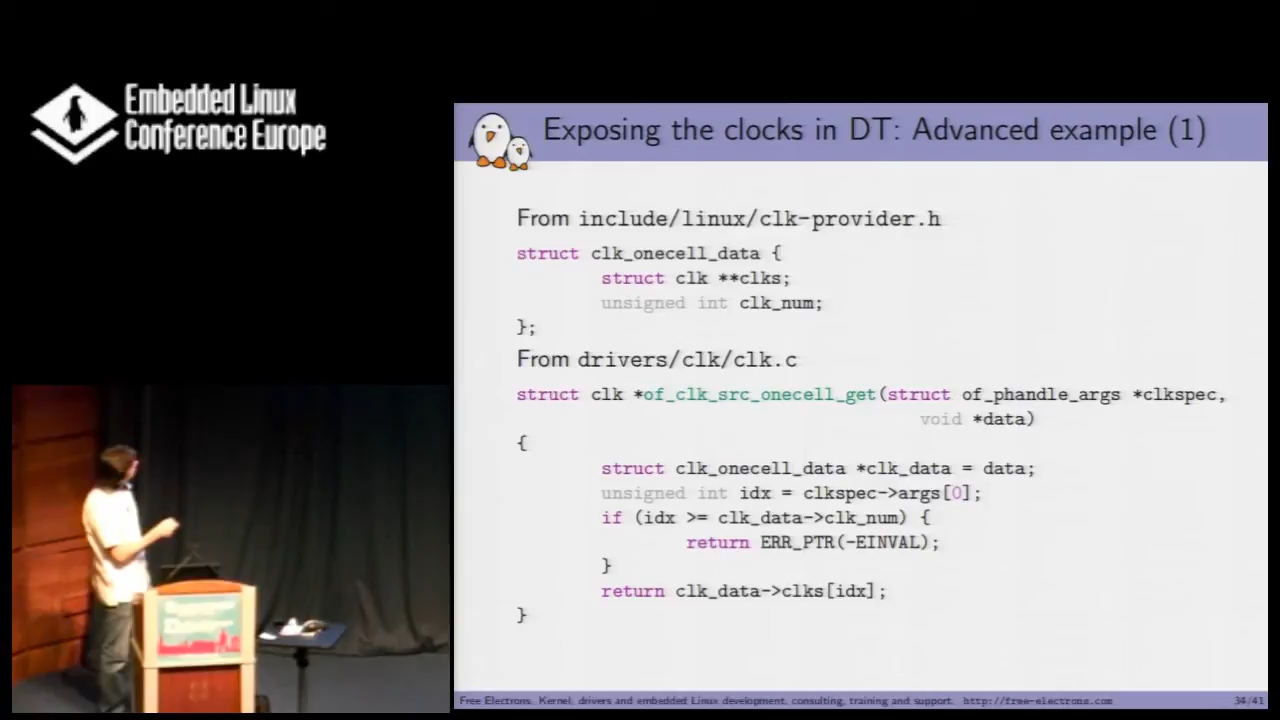 Embedded Linux
Conference Europe
Exposing the clocks in DT: Advanced example (1)
From include/linux/clk-provider.h
struct clk_onecell_data {
struct clk **clks;
unsigned int clk_num;
};
From drivers/clk/clk.c
struct clk *of_clk_src_onecell_get(struct of_phandle_args *clkspec,
void *data)
{
struct clk_onecell_data *clk_data = data;
unsigned int idx = clkspec->args[0];
if (idx >= clk_data->clk_num) {
return ERR_PTR(-EINVAL);
}
return clk_data->clks[idx];
}
Free Electrons. Kernel, drivers and embedded Linux development, consulting, training and support. http://free-electrons.com 34/41